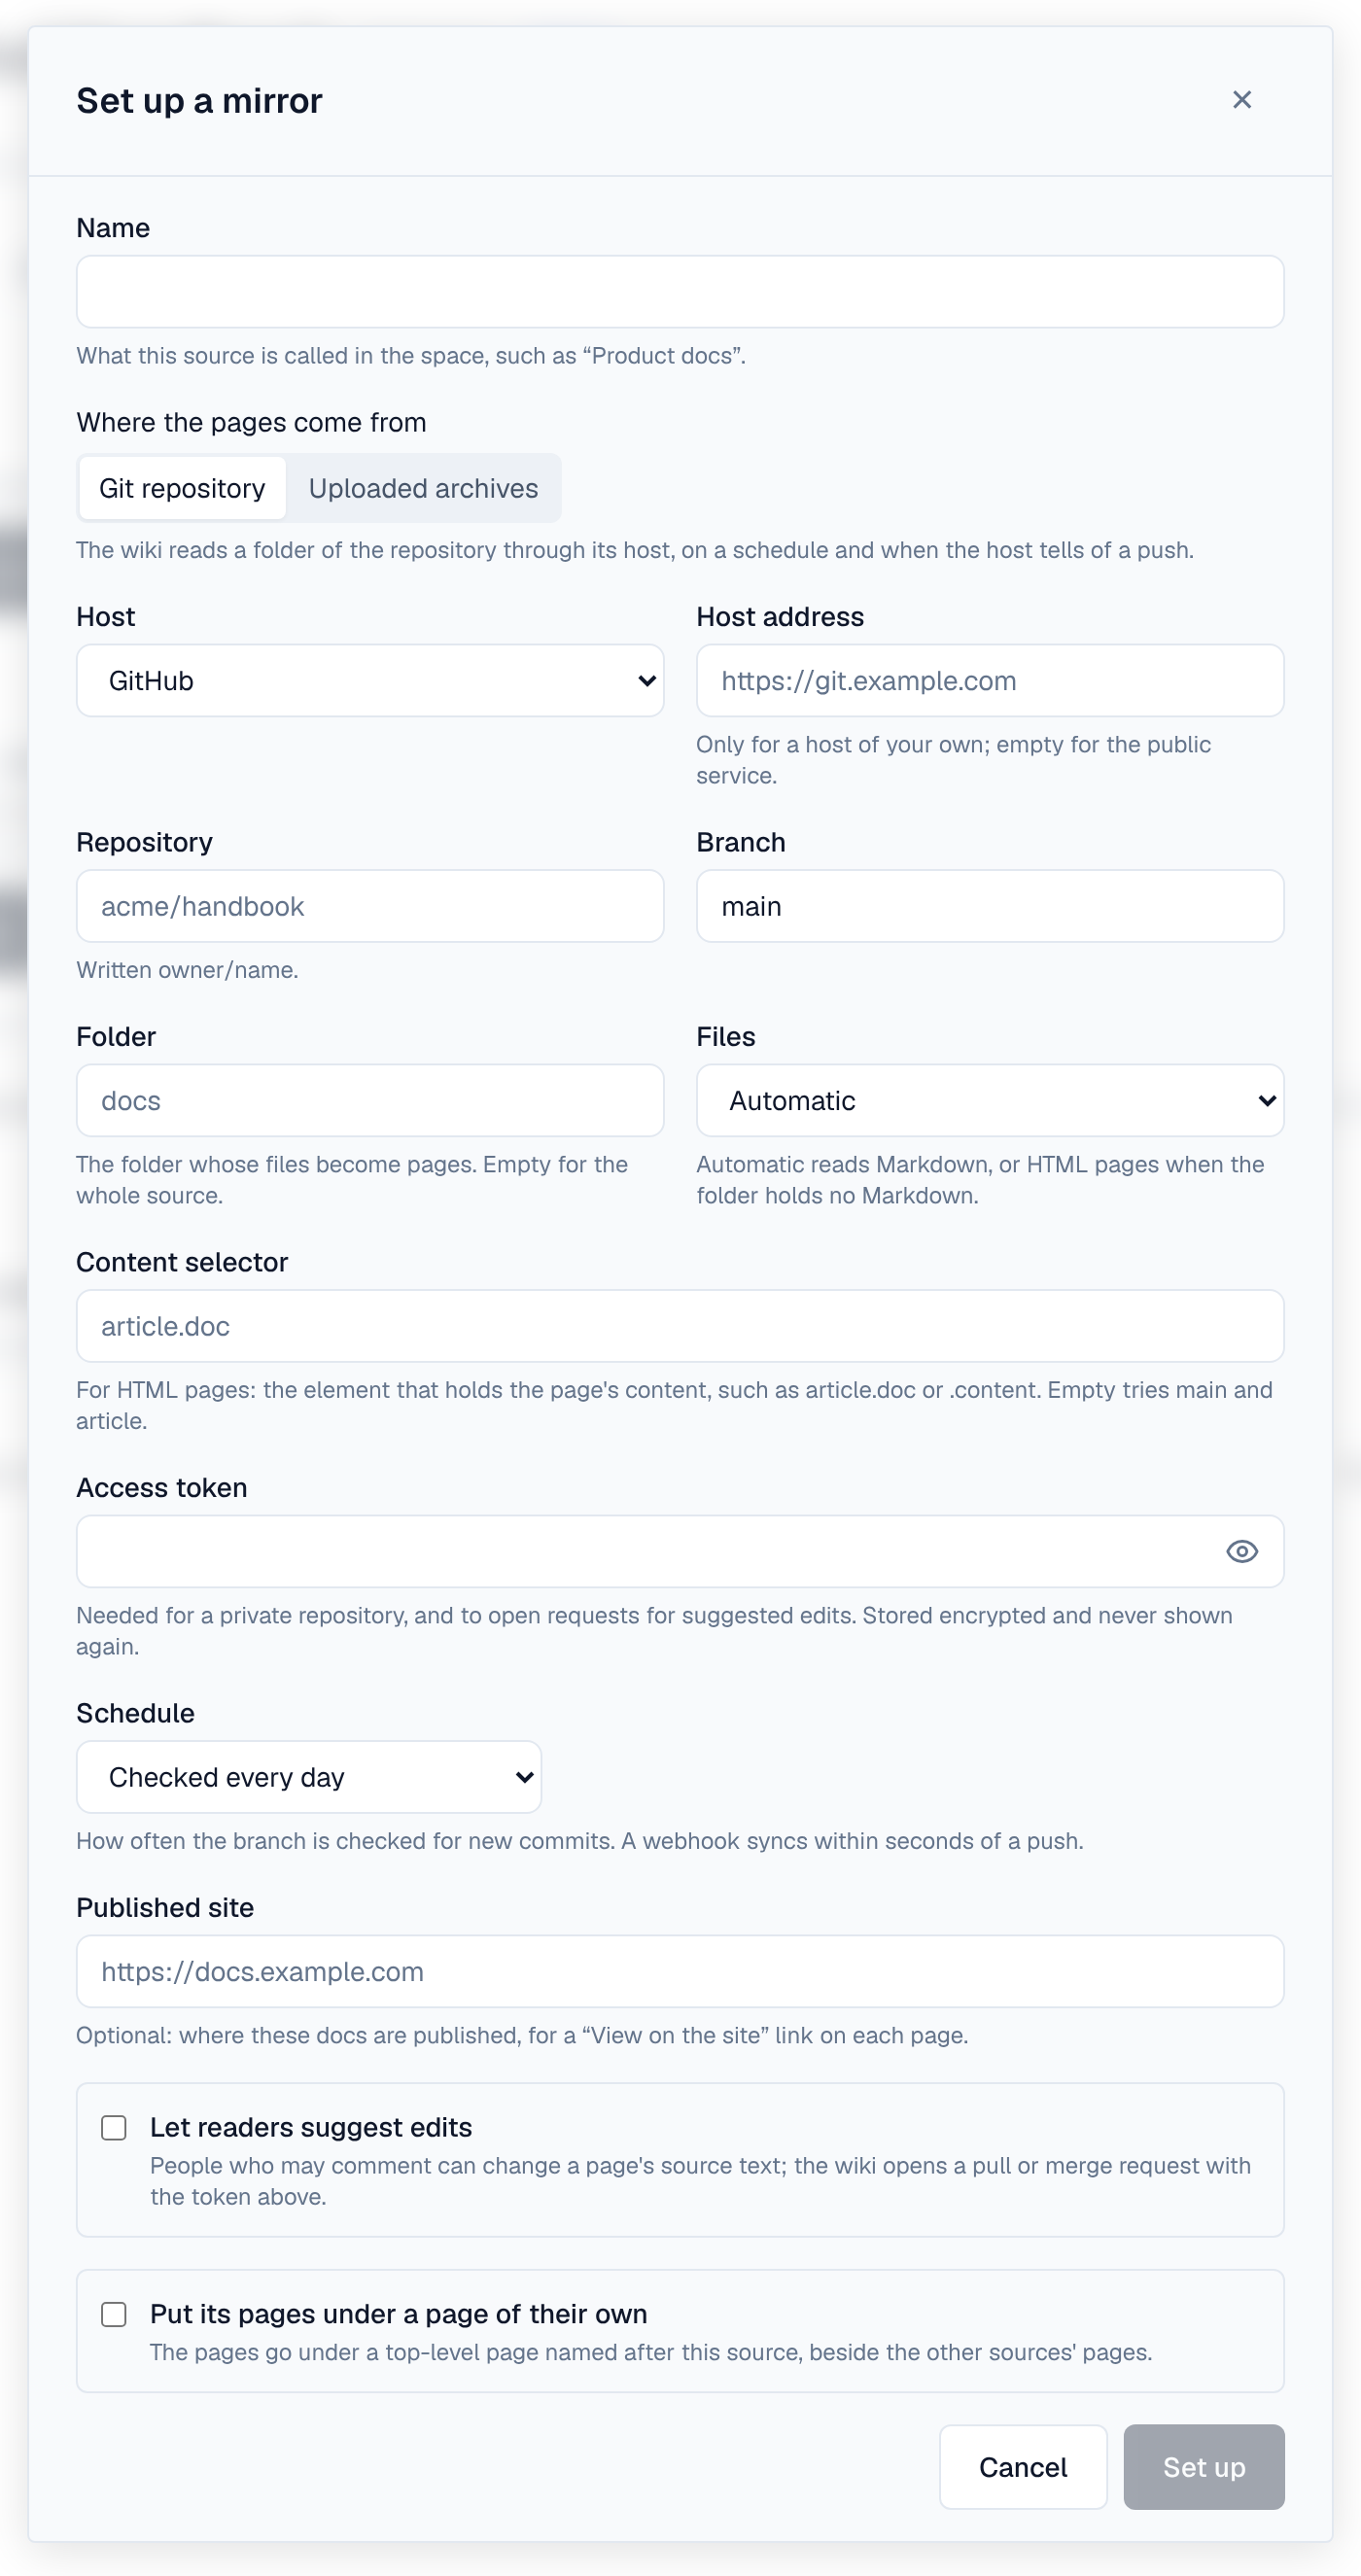 Set up a mirror
Name
What this source is called in the space, such as “Product docs”.
Where the pages come from
Git repository
Uploaded archives
The wiki reads a folder of the repository through its host, on a schedule and when the host tells of a push.
Host
Host address
GitHub
https://git.example.com
Only for a host of your own; empty for the public
service.
Repository
Branch
acme/handbook
main
Written owner/name.
Folder
Files
docs
Automatic
The folder whose files become pages. Empty for the
whole source.
Automatic reads Markdown, or HTML pages when the
folder holds no Markdown.
Content selector
article.doc
For HTML pages: the element that holds the page's content, such as article.doc or .content. Empty tries main and
article.
Access token
Needed for a private repository, and to open requests for suggested edits. Stored encrypted and never shown
again.
Schedule
Checked every day
How often the branch is checked for new commits. A webhook syncs within seconds of a push.
Published site
https://docs.example.com
Optional: where these docs are published, for a “View on the site” link on each page.
Let readers suggest edits
People who may comment can change a page's source text; the wiki opens a pull or merge request with
the token above.
Put its pages under a page of their own
The pages go under a top-level page named after this source, beside the other sources' pages.
Cancel
Set up